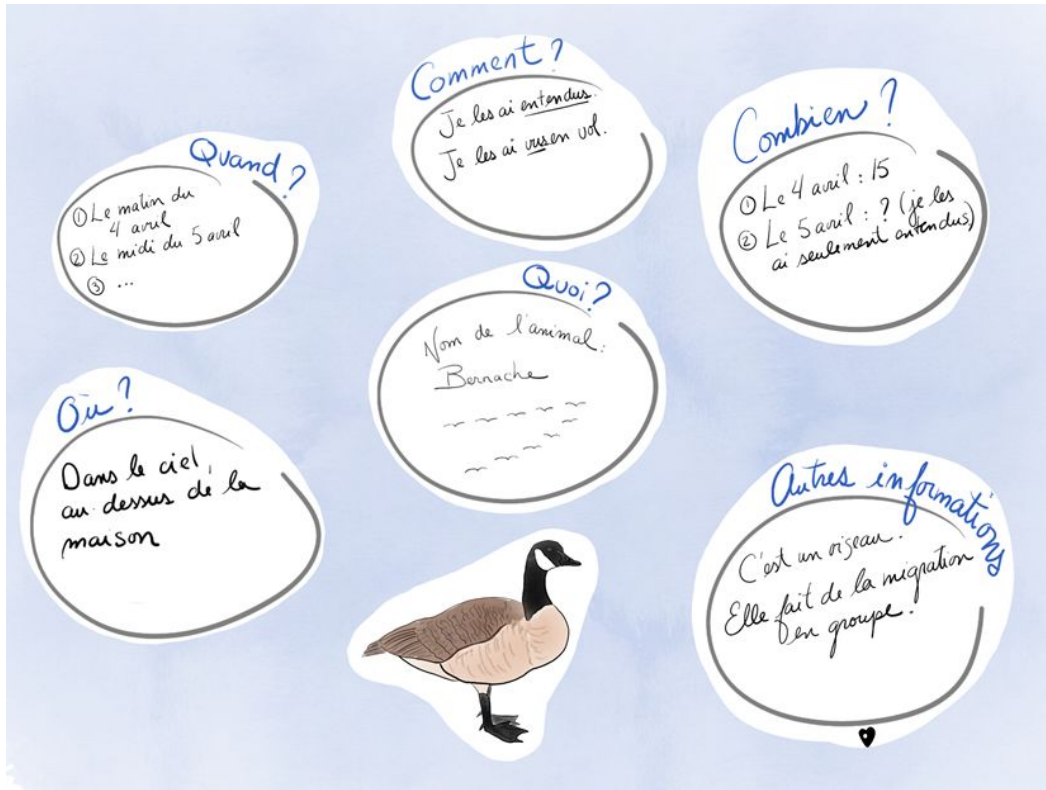 Comment ?
Je les ai entendus.
Je les ai vus en vol.
Quand ?
① Le matin du
4 avril
② Le midi du 5 avril
③ ...
Combien ?
① Le 4 avril : 15
② Le 5 avril : ? (je les
ai seulement entendus)
Quoi ?
Nom de l'animal :
Bernache
Où ?
Dans le ciel,
au-dessus de la
maison
Autres informations
C'est un oiseau.
Elle fait de la migration
en groupe.